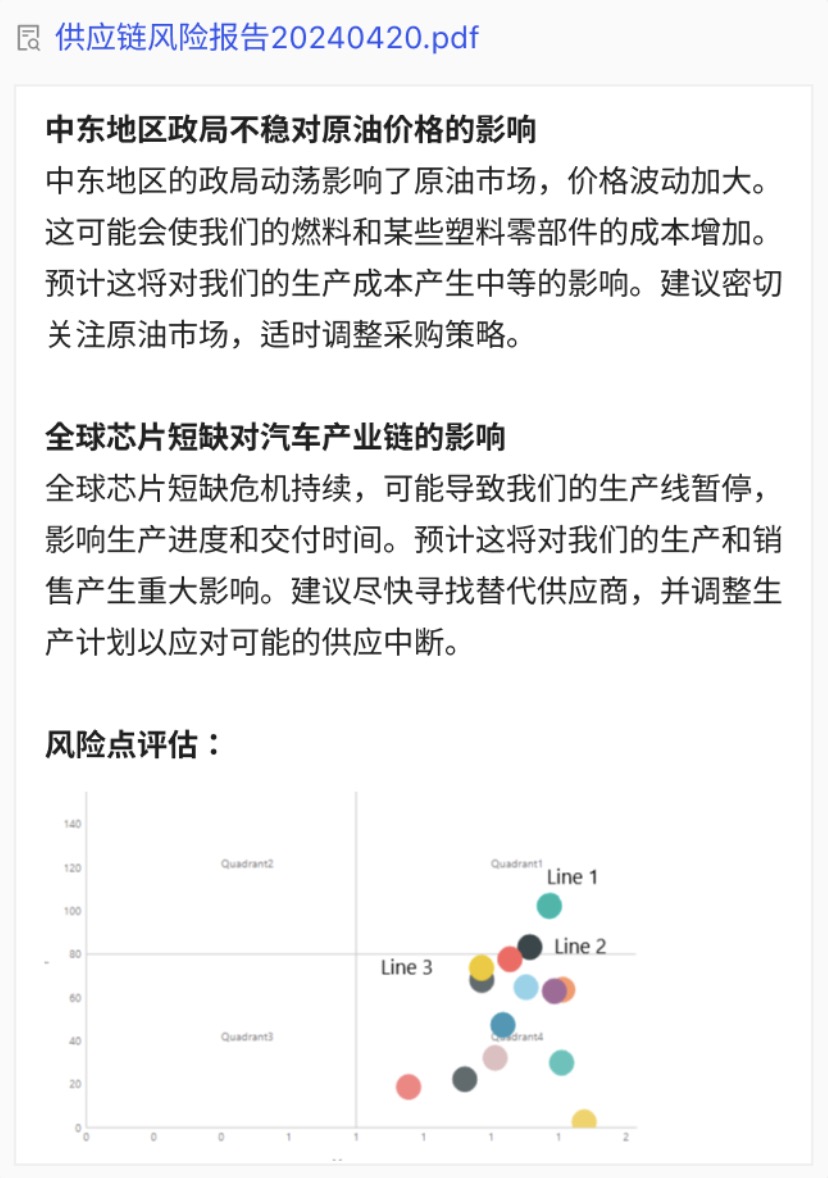 供应链风险报告20240420.pdf
中东地区政局不稳对原油价格的影响
中东地区的政局动荡影响了原油市场，价格波动加大。
这可能会使我们的燃料和某些塑料零部件的成本增加。
预计这将对我们的生产成本产生中等的影响。建议密切
关注原油市场，适时调整采购策略。
全球芯片短缺对汽车产业链的影响
全球芯片短缺危机持续，可能导致我们的生产线暂停，
影响生产进度和交付时间。预计这将对我们的生产和销
售产生重大影响。建议尽快寻找替代供应商，并调整生
产计划以应对可能的供应中断。
风险点评估：
140
Quadrant2
Quadrant1
120
Line 1
100
80
Line 2
Line 3
60
40
Quadrant3
Quadrant4
20
0
0 0 0 1 1 1 1 1 2